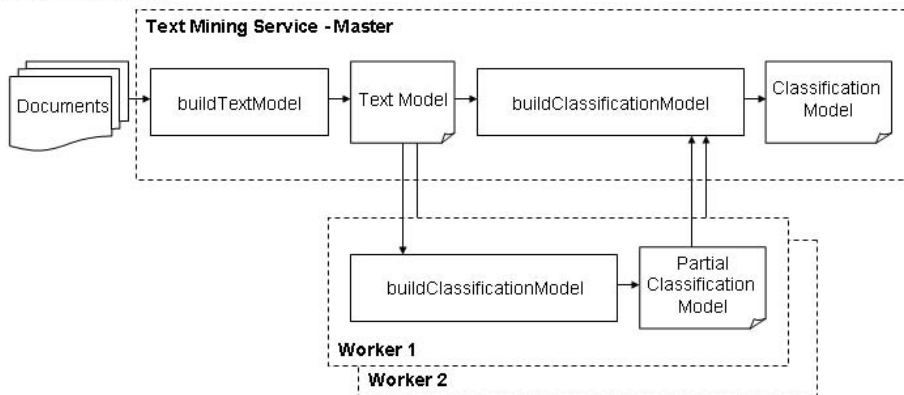 Text Mining Service - Master
Documents
buildTextModel
Text Model
buildClassificationModel
Classification
Model
buildClassificationModel
Partial
Classification
Model
Worker 1
Worker 2